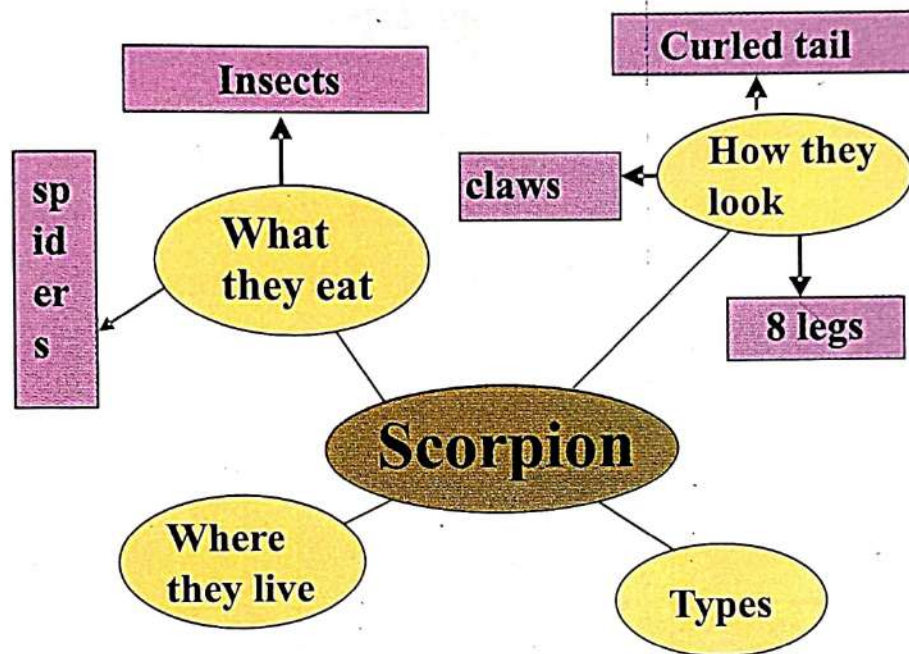 Insects
Curled tail
sp
id
er
s
What
they eat
claws
How they
look
8 legs
Scorpion
Where
they live
Types